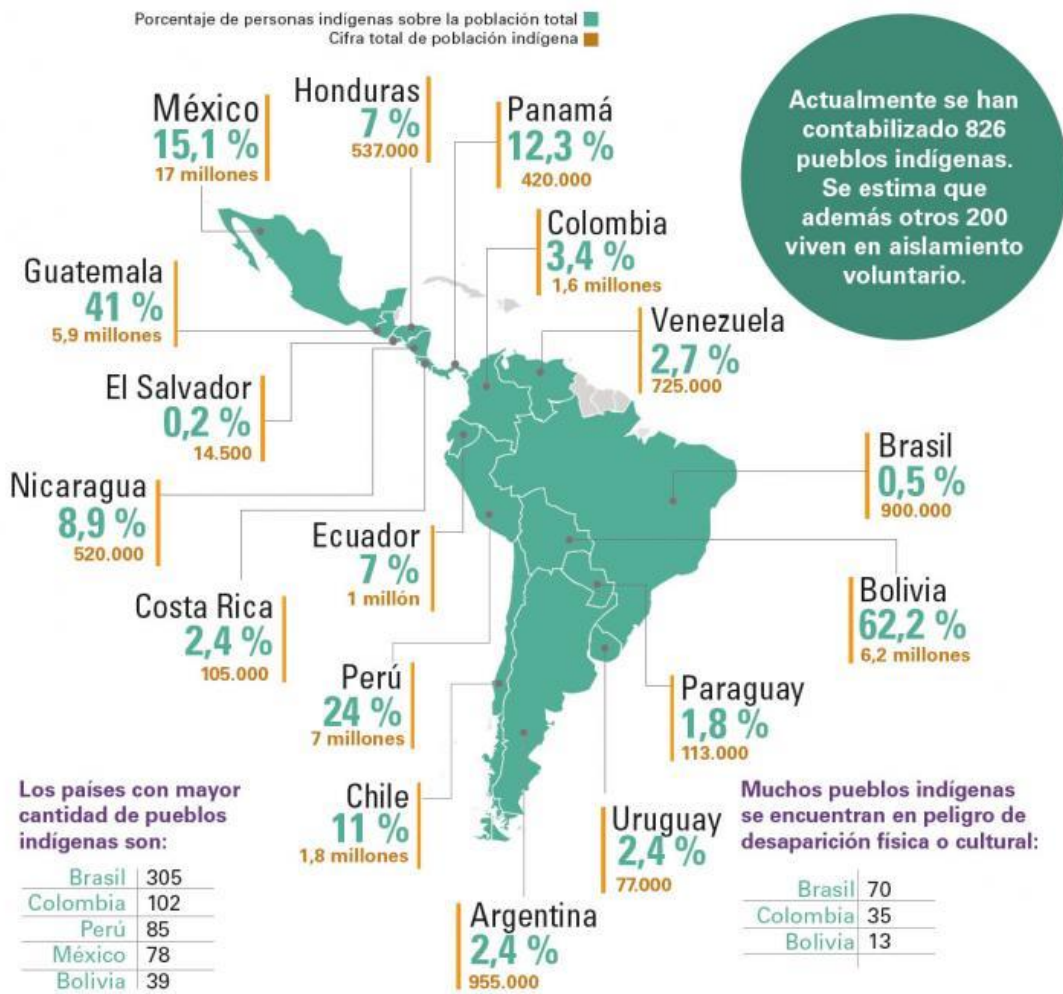 Porcentaje de personas indígenas sobre la población total
Cifra total de población indígena
México
15,1 %
17 millones
Honduras
7 %
537.000
Panamá
12,3 %
420.000
Actualmente se han
contabilizado 826
pueblos indígenas.
Se estima que
además otros 200
viven en aislamiento
voluntario.
Guatemala
41 %
5,9 millones
Colombia
3,4 %
1,6 millones
Venezuela
2,7 %
725.000
El Salvador
0,2 %
14.500
Nicaragua
8,9 %
520.000
Brasil
0,5 %
900.000
Ecuador
7 %
1 millón
Costa Rica
2,4 %
105.000
Bolivia
62,2 %
6,2 millones
Perú
24 %
7 millones
Paraguay
1,8 %
113.000
Chile
11 %
1,8 millones
Uruguay
2,4 %
77.000
Argentina
2,4 %
955.000
Los países con mayor
cantidad de pueblos
indígenas son:
Brasil 305
Colombia 102
Perú 85
México 78
Bolivia 39
Muchos pueblos indígenas
se encuentran en peligro de
desaparición física o cultural:
Brasil 70
Colombia 35
Bolivia 13